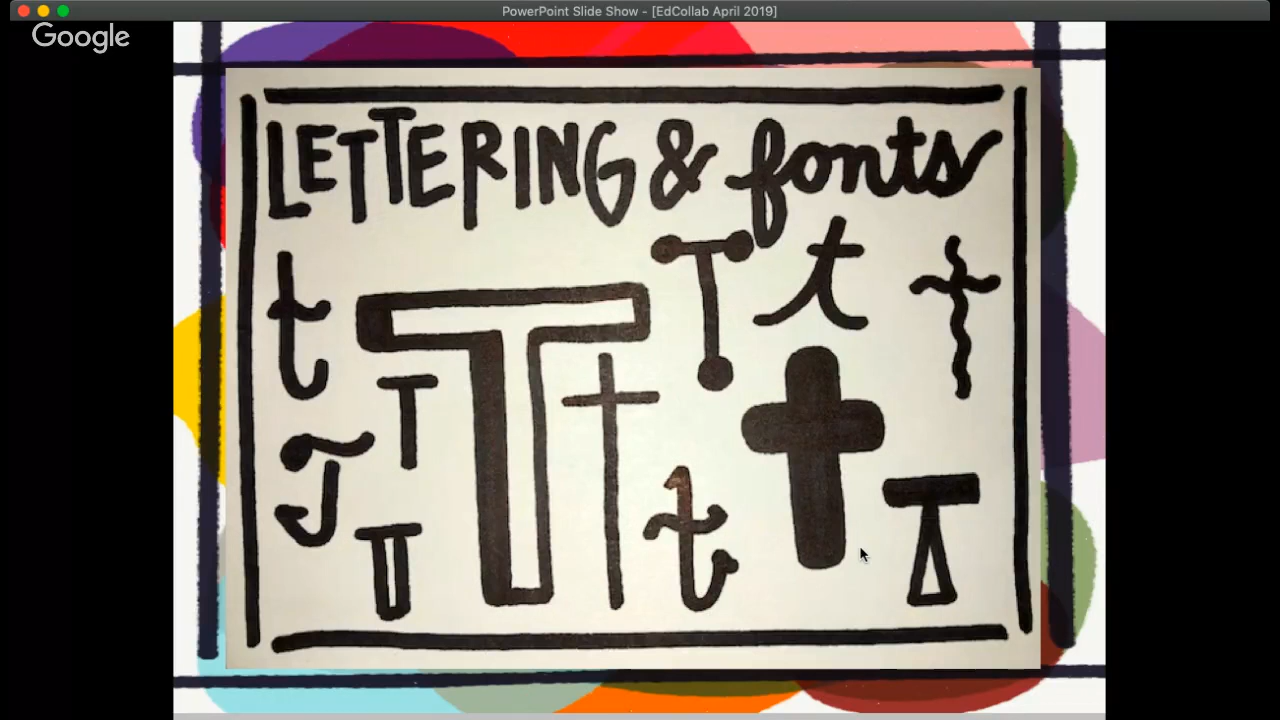 PowerPoint Slide Show - [EdCollab April 2019]
Google
LETTERING & fonts
t T T t T t T T t t T